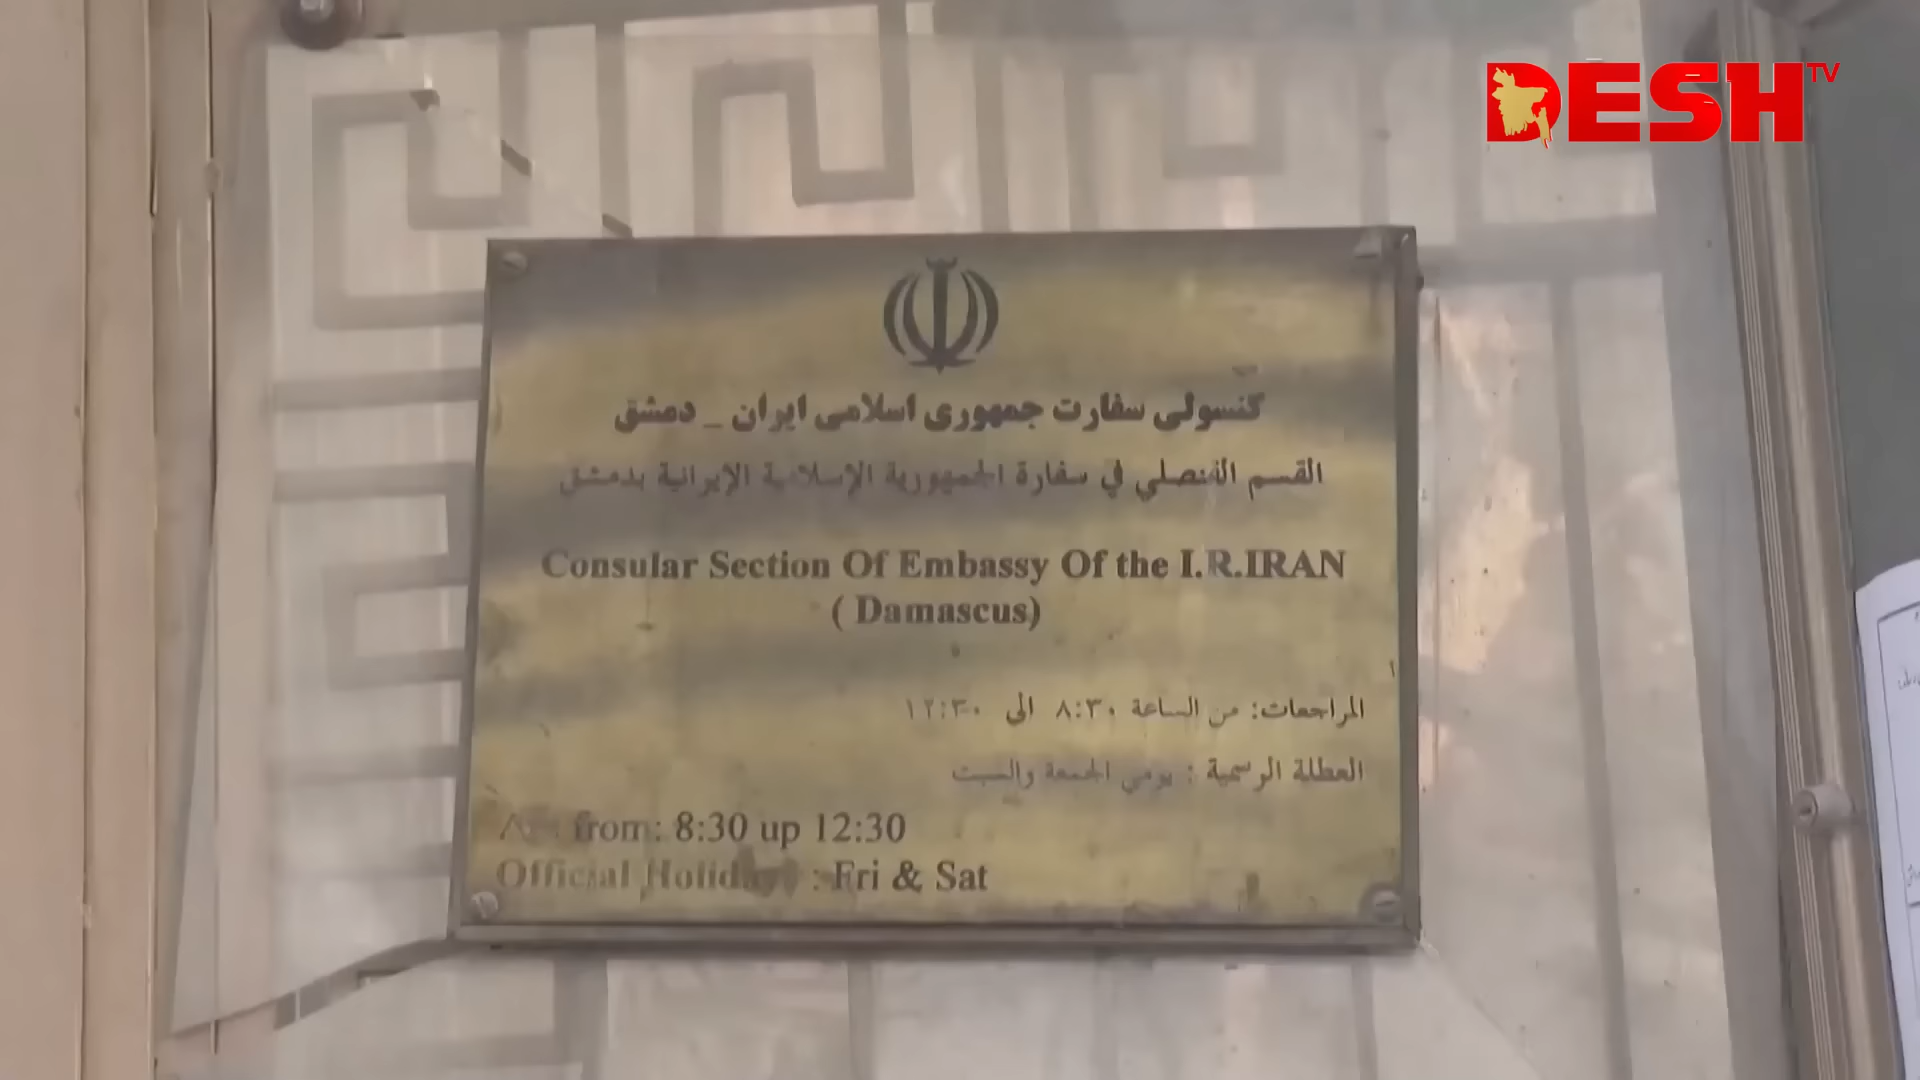 DESH TV
کنسولی سفارت جمهوری اسلامی ایران _ دمشق
القسم القنصلي في سفارة الجمهورية الإسلامية الإيرانية بدمشق
Consular Section Of Embassy Of the I.R.IRAN
( Damascus)
المراجعات: من الساعة ٨:٣٠ الى ١٢:٣٠
العطلة الرسمية : يومي الجمعة والسبت
from: 8:30 up 12:30
Official Holidays : Fri & Sat